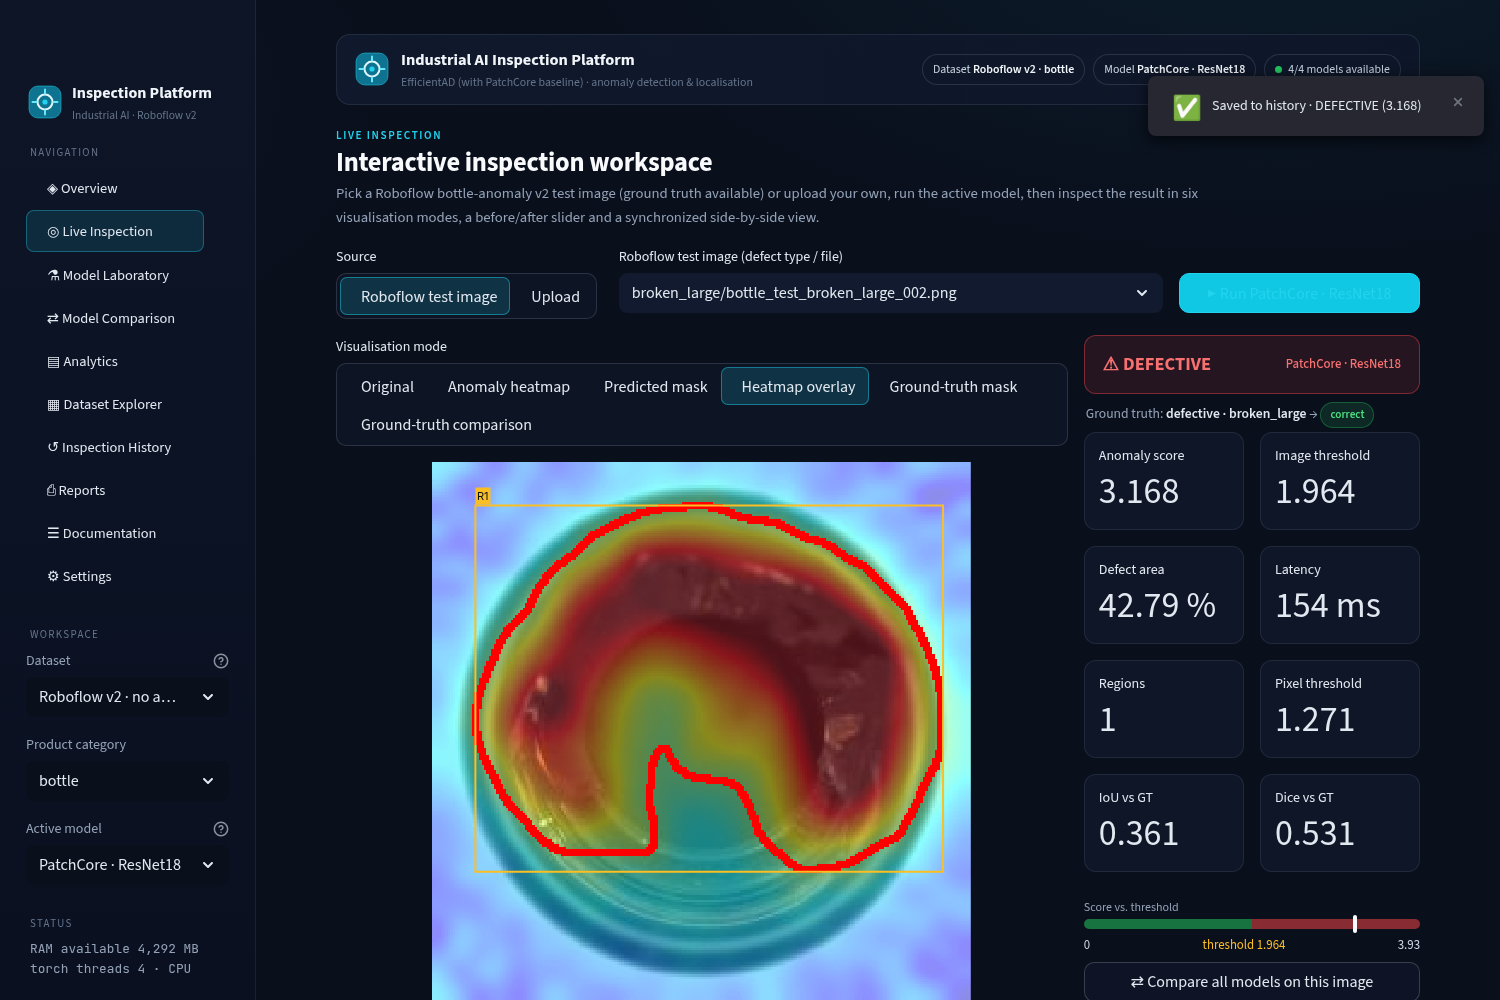 Inspection Platform
Industrial AI · Roboflow v2
NAVIGATION
◈ Overview
◎ Live Inspection
⚗ Model Laboratory
⇄ Model Comparison
▤ Analytics
▦ Dataset Explorer
↺ Inspection History
⎙ Reports
☰ Documentation
⚙ Settings
WORKSPACE
Dataset
Roboflow v2 · no a…
Product category
bottle
Active model
PatchCore · ResNet18
STATUS
RAM available 4,292 MB
torch threads 4 · CPU
Industrial AI Inspection Platform
EfficientAD (with PatchCore baseline) · anomaly detection & localisation
Dataset Roboflow v2 · bottle
Model PatchCore · ResNet18
4/4 models available
✅ Saved to history · DEFECTIVE (3.168) ×
LIVE INSPECTION
Interactive inspection workspace
Pick a Roboflow bottle-anomaly v2 test image (ground truth available) or upload your own, run the active model, then inspect the result in six
visualisation modes, a before/after slider and a synchronized side-by-side view.
Source
Roboflow test image
Upload
Roboflow test image (defect type / file)
broken_large/bottle_test_broken_large_002.png
▸ Run PatchCore · ResNet18
Visualisation mode
Original
Anomaly heatmap
Predicted mask
Heatmap overlay
Ground-truth mask
Ground-truth comparison
R1
⚠ DEFECTIVE
PatchCore · ResNet18
Ground truth: defective · broken_large → correct
Anomaly score
3.168
Image threshold
1.964
Defect area
42.79 %
Latency
154 ms
Regions
1
Pixel threshold
1.271
IoU vs GT
0.361
Dice vs GT
0.531
Score vs. threshold
0
threshold 1.964
3.93
⇄ Compare all models on this image